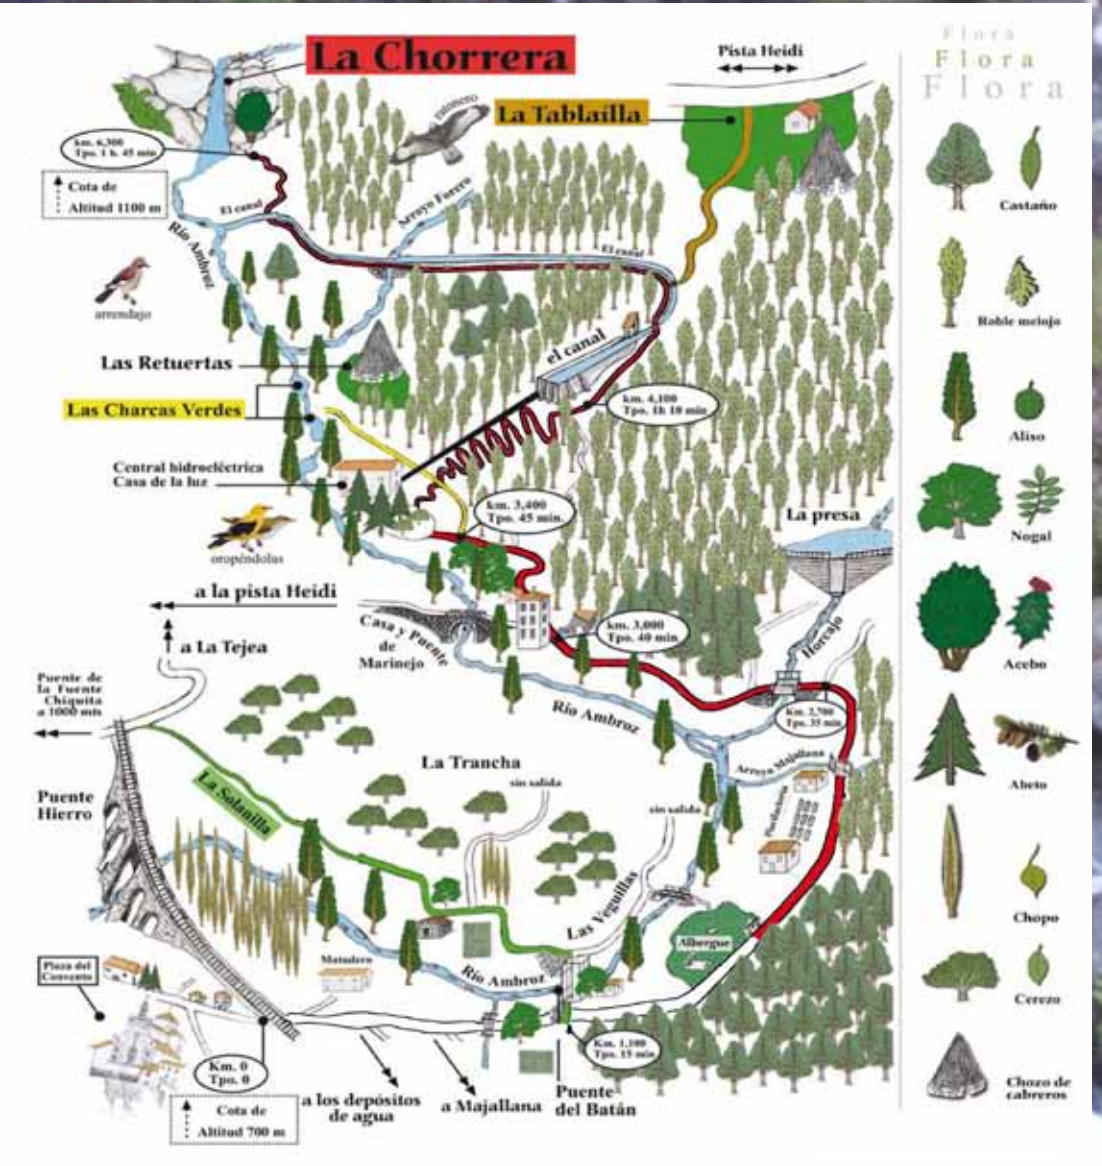 La Chorrera
Pista Heidi
Flora
Flora
Flora
ratonero
La Tablailla
km. 6,300
Tpo. 1 h. 45 min.
Cota de
Altitud 1100 m
El canal
Arroyo Forero
Río Ambroz
El canal
Castaño
arrendajo
Roble meiojo
Las Retuertas
el canal
Las Charcas Verdes
km. 4,100
Tpo. 1h 10 min
Aliso
Central hidroeléctrica
Casa de la luz
km. 3,400
Tpo. 45 min.
La presa
Nogal
oropéndolas
a la pista Heidi
Casa y Puente
de
Marinejo
km. 3,000
Tpo. 40 min
Horcajo
a La Tejea
Acebo
Puente de
la Fuente
Chiquita
a 1000 mts
Río Ambroz
Km. 2,700
Tpo. 35 min
La Trancha
Arroyo Majallana
sin salida
Abeto
Puente
Hierro
La Solanilla
sin salida
Piscifactoría
Las Veguillas
Chopo
Albergue
Plaza del
Convento
Matadero
Río Ambroz
Cerezo
Km. 0
Tpo. 0
Km. 1,100
Tpo. 15 min
Cota de
Altitud 700 m
a los depósitos
de agua
a Majallana
Puente
del Batán
Chozo de
cabreros